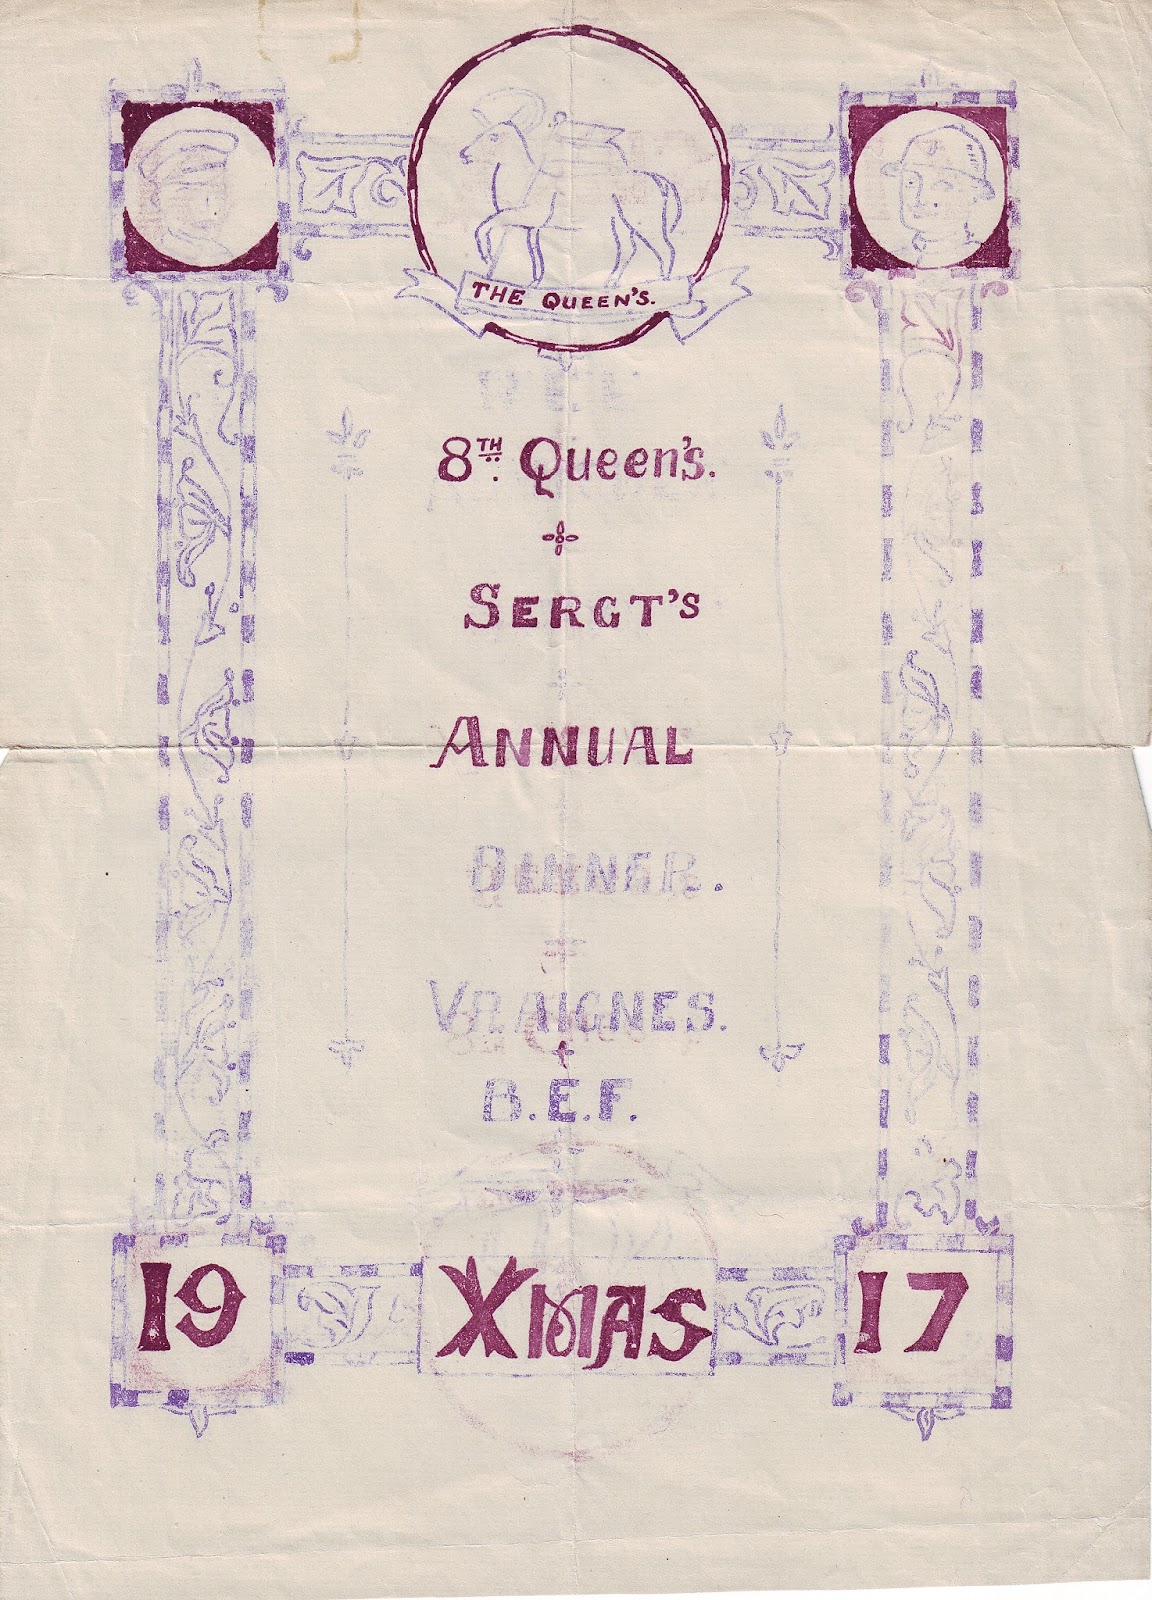 THE QUEEN'S.
8TH. Queen's.
SERGT'S
ANNUAL
DINNER.
VRAIGNES.
B.E.F.
19 XMAS 17